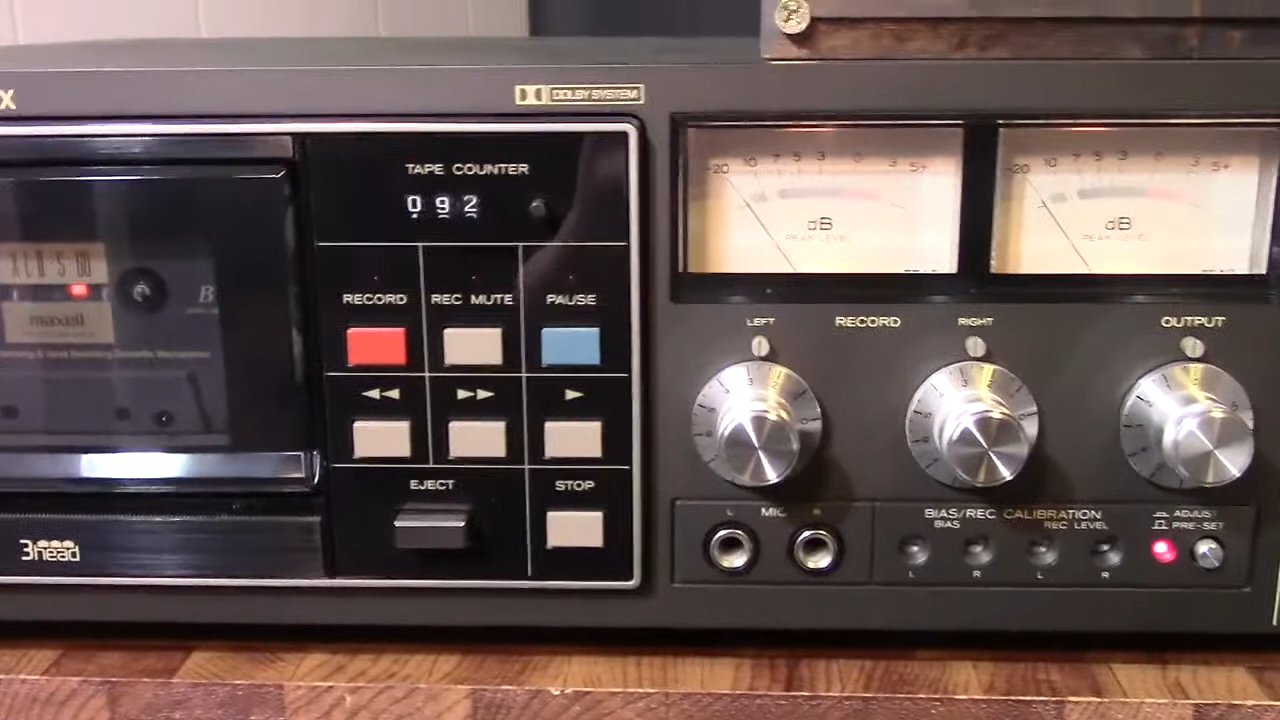 X
DOLBY SYSTEM
TAPE COUNTER
092
RECORD
REC MUTE
PAUSE
EJECT
STOP
XLII-S 60
maxell
B
3head
-20 10 7 5 3 0 3 5+
dB
PEAK LEVEL
-20 10 7 5 3 0 3 5+
dB
PEAK LEVEL
LEFT
RECORD
RIGHT
OUTPUT
L MIC R
BIAS/REC CALIBRATION
BIAS
REC LEVEL
L R L R
ADJUST
PRE-SET